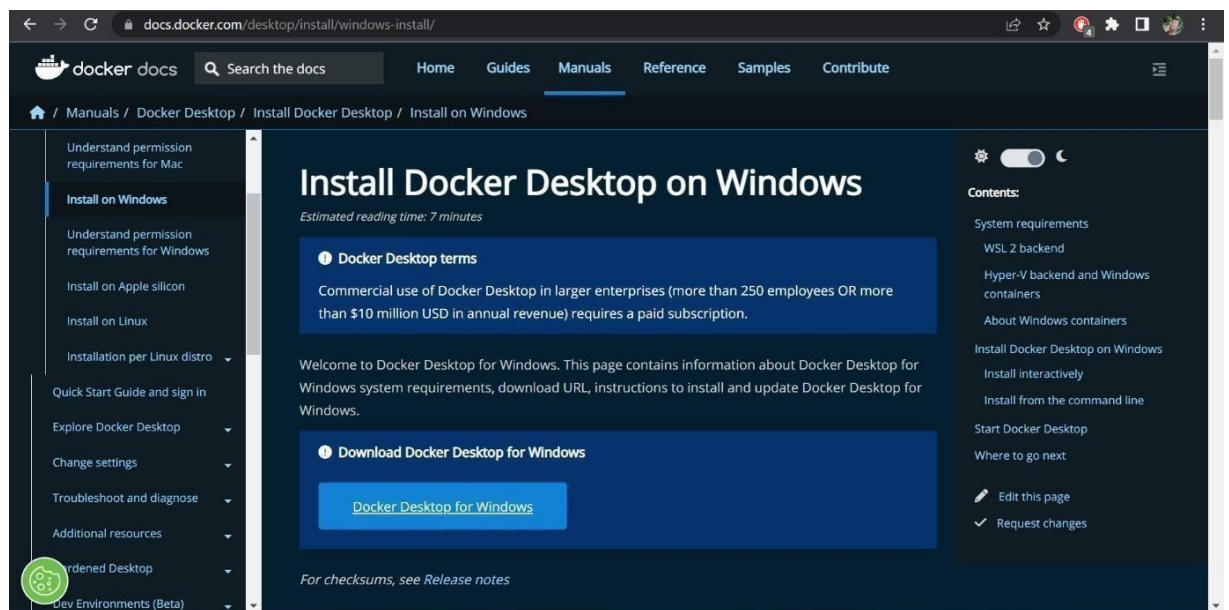 docs.docker.com/desktop/install/windows-install/
4
docker docs
Search the docs
Home Guides Manuals Reference Samples Contribute
/ Manuals / Docker Desktop / Install Docker Desktop / Install on Windows
Understand permission
requirements for Mac
Install on Windows
Understand permission
requirements for Windows
Install on Apple silicon
Install on Linux
Installation per Linux distro
Quick Start Guide and sign in
Explore Docker Desktop
Change settings
Troubleshoot and diagnose
Additional resources
rdened Desktop
Dev Environments (Beta)
Install Docker Desktop on Windows
Estimated reading time: 7 minutes
Docker Desktop terms
Commercial use of Docker Desktop in larger enterprises (more than 250 employees OR more
than $10 million USD in annual revenue) requires a paid subscription.
Welcome to Docker Desktop for Windows. This page contains information about Docker Desktop for
Windows system requirements, download URL, instructions to install and update Docker Desktop for
Windows.
Download Docker Desktop for Windows
Docker Desktop for Windows
For checksums, see Release notes
Contents:
System requirements
WSL 2 backend
Hyper-V backend and Windows
containers
About Windows containers
Install Docker Desktop on Windows
Install interactively
Install from the command line
Start Docker Desktop
Where to go next
Edit this page
Request changes